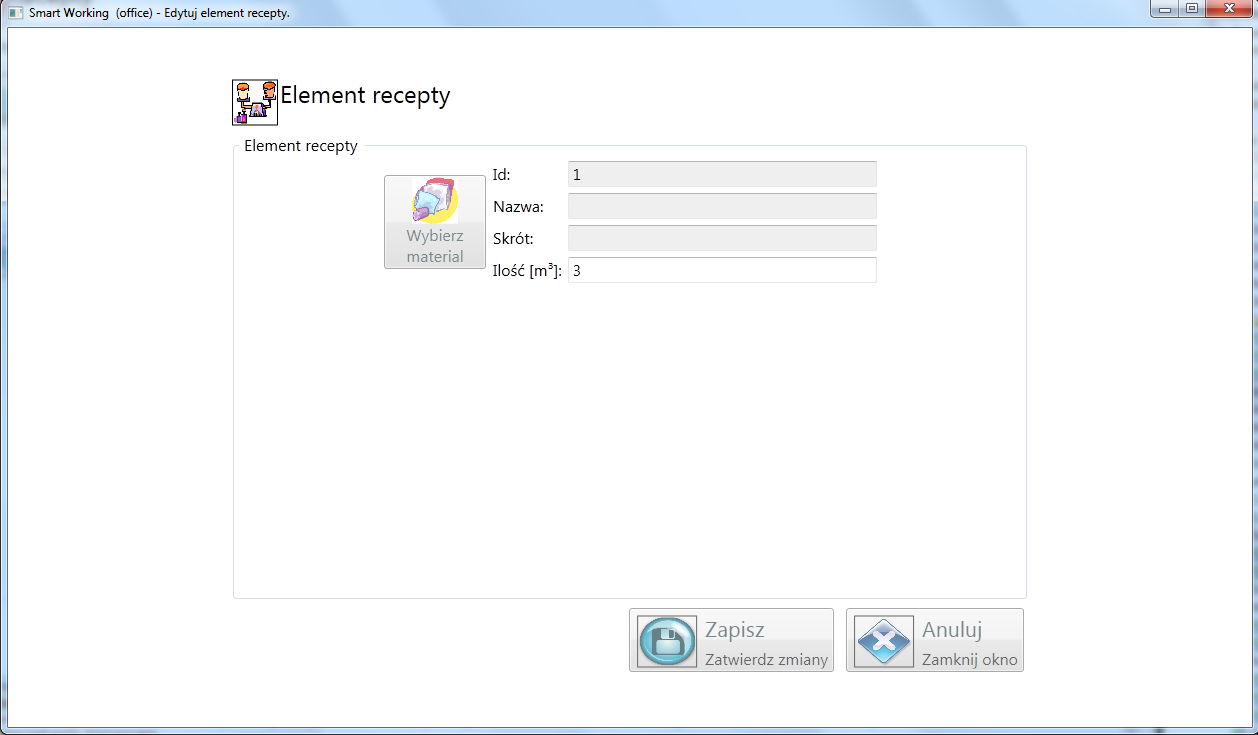 Smart Working (office) - Edytuj element recepty.
Element recepty
Element recepty
Wybierz
material
Id: 1
Nazwa:
Skrót:
Ilość [m³]: 3
Zapisz
Zatwierdz zmiany
Anuluj
Zamknij okno